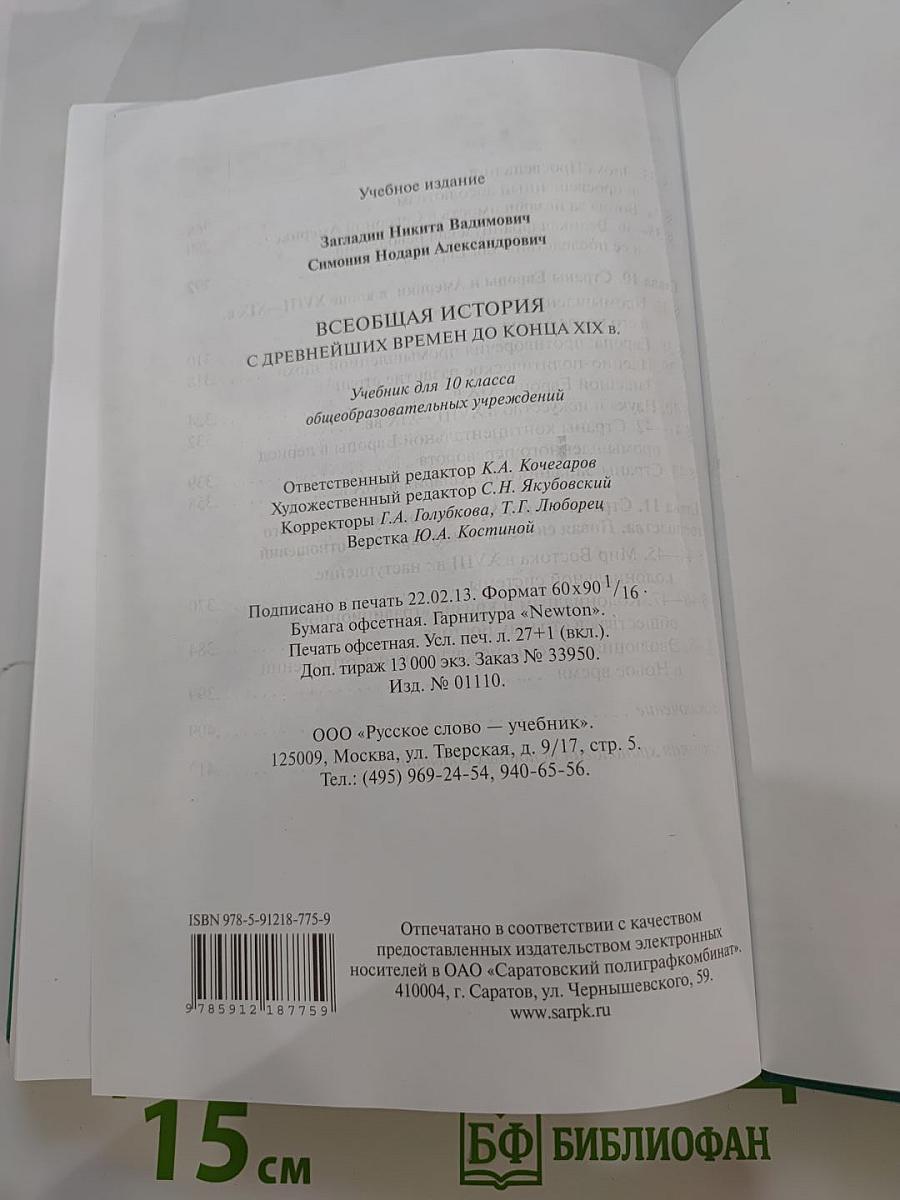 Учебное издание
Загладин Никита Вадимович
Симония Нодари Александрович
ВСЕОБЩАЯ ИСТОРИЯ
С ДРЕВНЕЙШИХ ВРЕМЕН ДО КОНЦА XIX в.
Учебник для 10 класса
общеобразовательных учреждений
Ответственный редактор К.А. Кочегаров
Художественный редактор С.Н. Якубовский
Корректоры Г.А. Голубкова, Т.Г. Люборец
Верстка Ю.А. Костиной
Подписано в печать 22.02.13. Формат 60х90 1/16.
Бумага офсетная. Гарнитура «Newton».
Печать офсетная. Усл. печ. л. 27+1 (вкл.).
Доп. тираж 13 000 экз. Заказ № 33950.
Изд. № 01110.
ООО «Русское слово — учебник».
125009, Москва, ул. Тверская, д. 9/17, стр. 5.
Тел.: (495) 969-24-54, 940-65-56.
ISBN 978-5-91218-775-9
9 785912 187759
Отпечатано в соответствии с качеством
предоставленных издательством электронных
носителей в ОАО «Саратовский полиграфкомбинат».
410004, г. Саратов, ул. Чернышевского, 59.
www.sarpk.ru
15 см
БФ БИБЛИОФАН